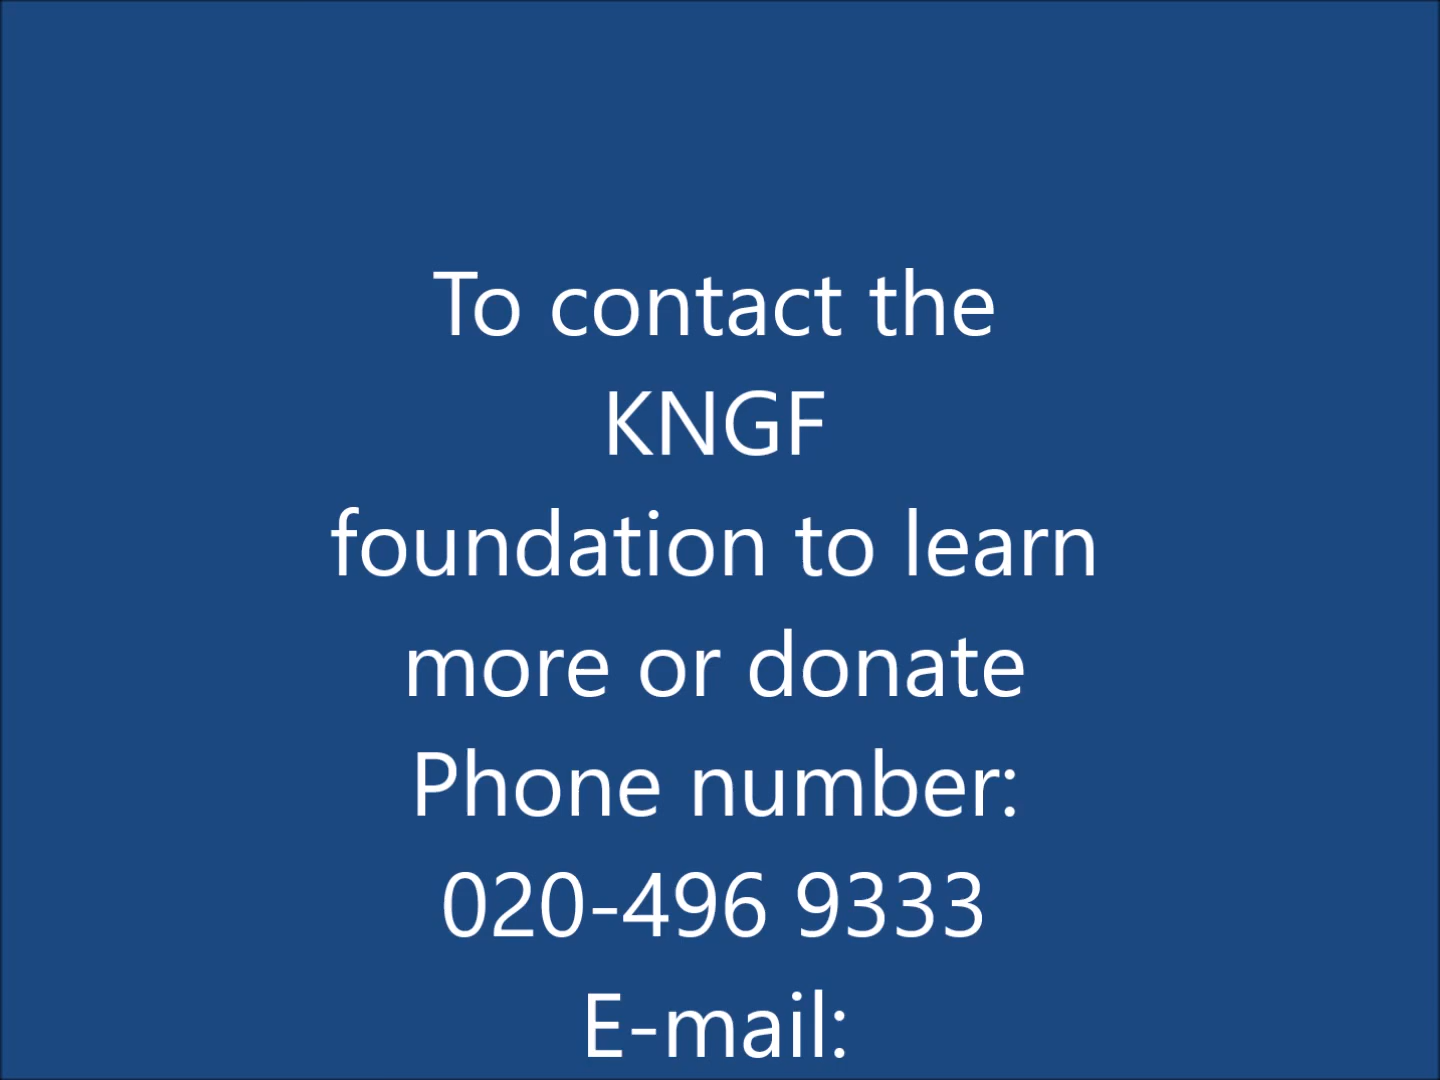 To contact the
KNGF
foundation to learn
more or donate
Phone number:
020-496 9333
E-mail: